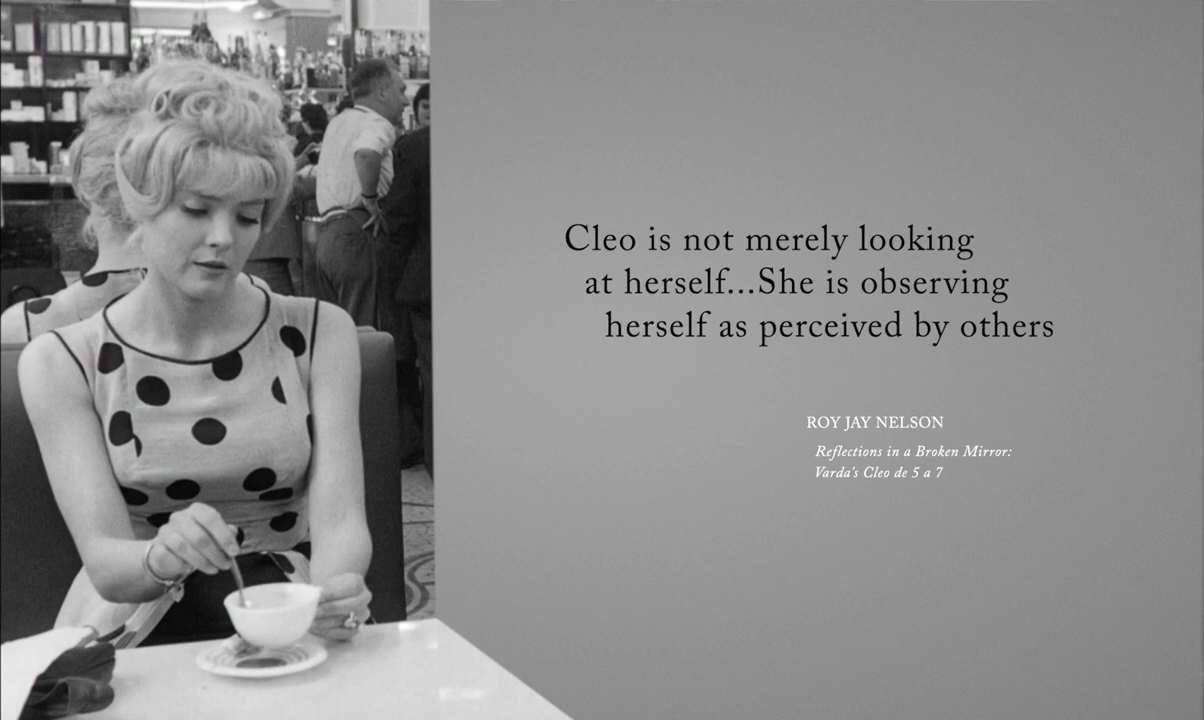 Cleo is not merely looking
at herself...She is observing
herself as perceived by others
ROY JAY NELSON
Reflections in a Broken Mirror:
Varda's Cleo de 5 a 7